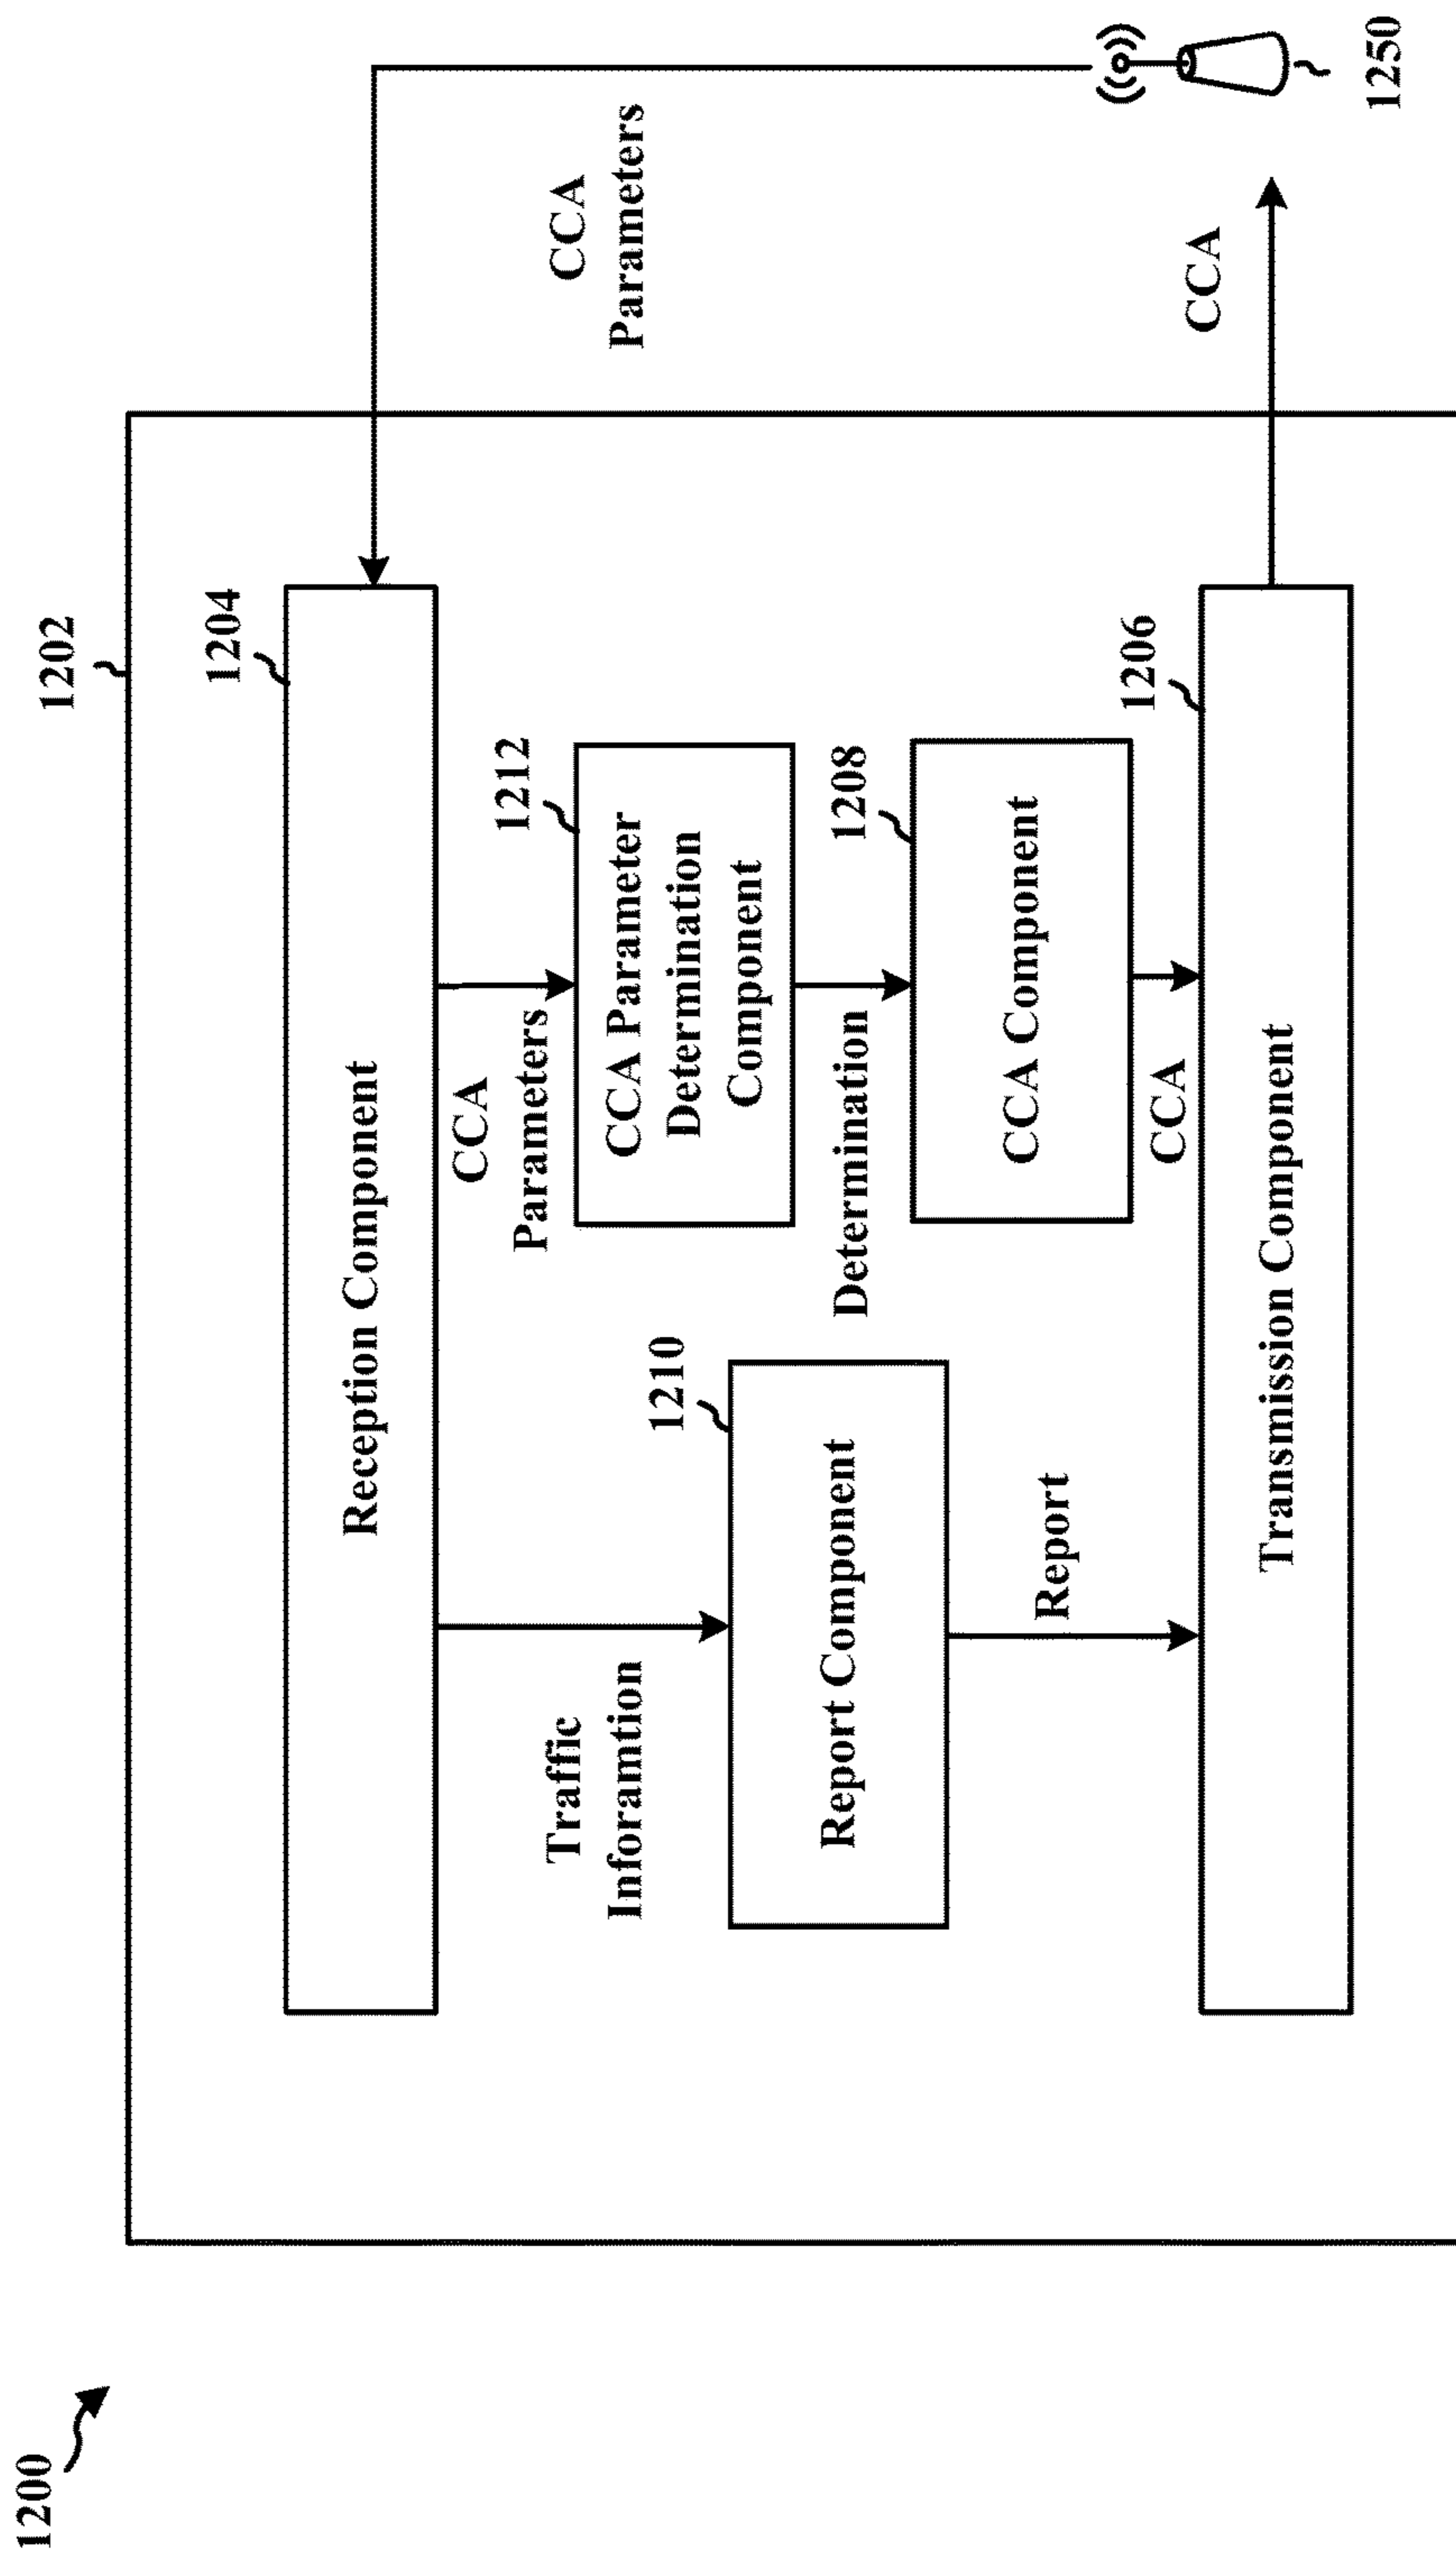 1200
1202
1204
Reception Component
CCA
Parameters
Traffic
Inforamtion
CCA
Parameters
1212
CCA Parameter
Determination
Component
1210
Report Component
Determination
1208
CCA Component
Report
CCA
1206
Transmission Component
CCA
1250